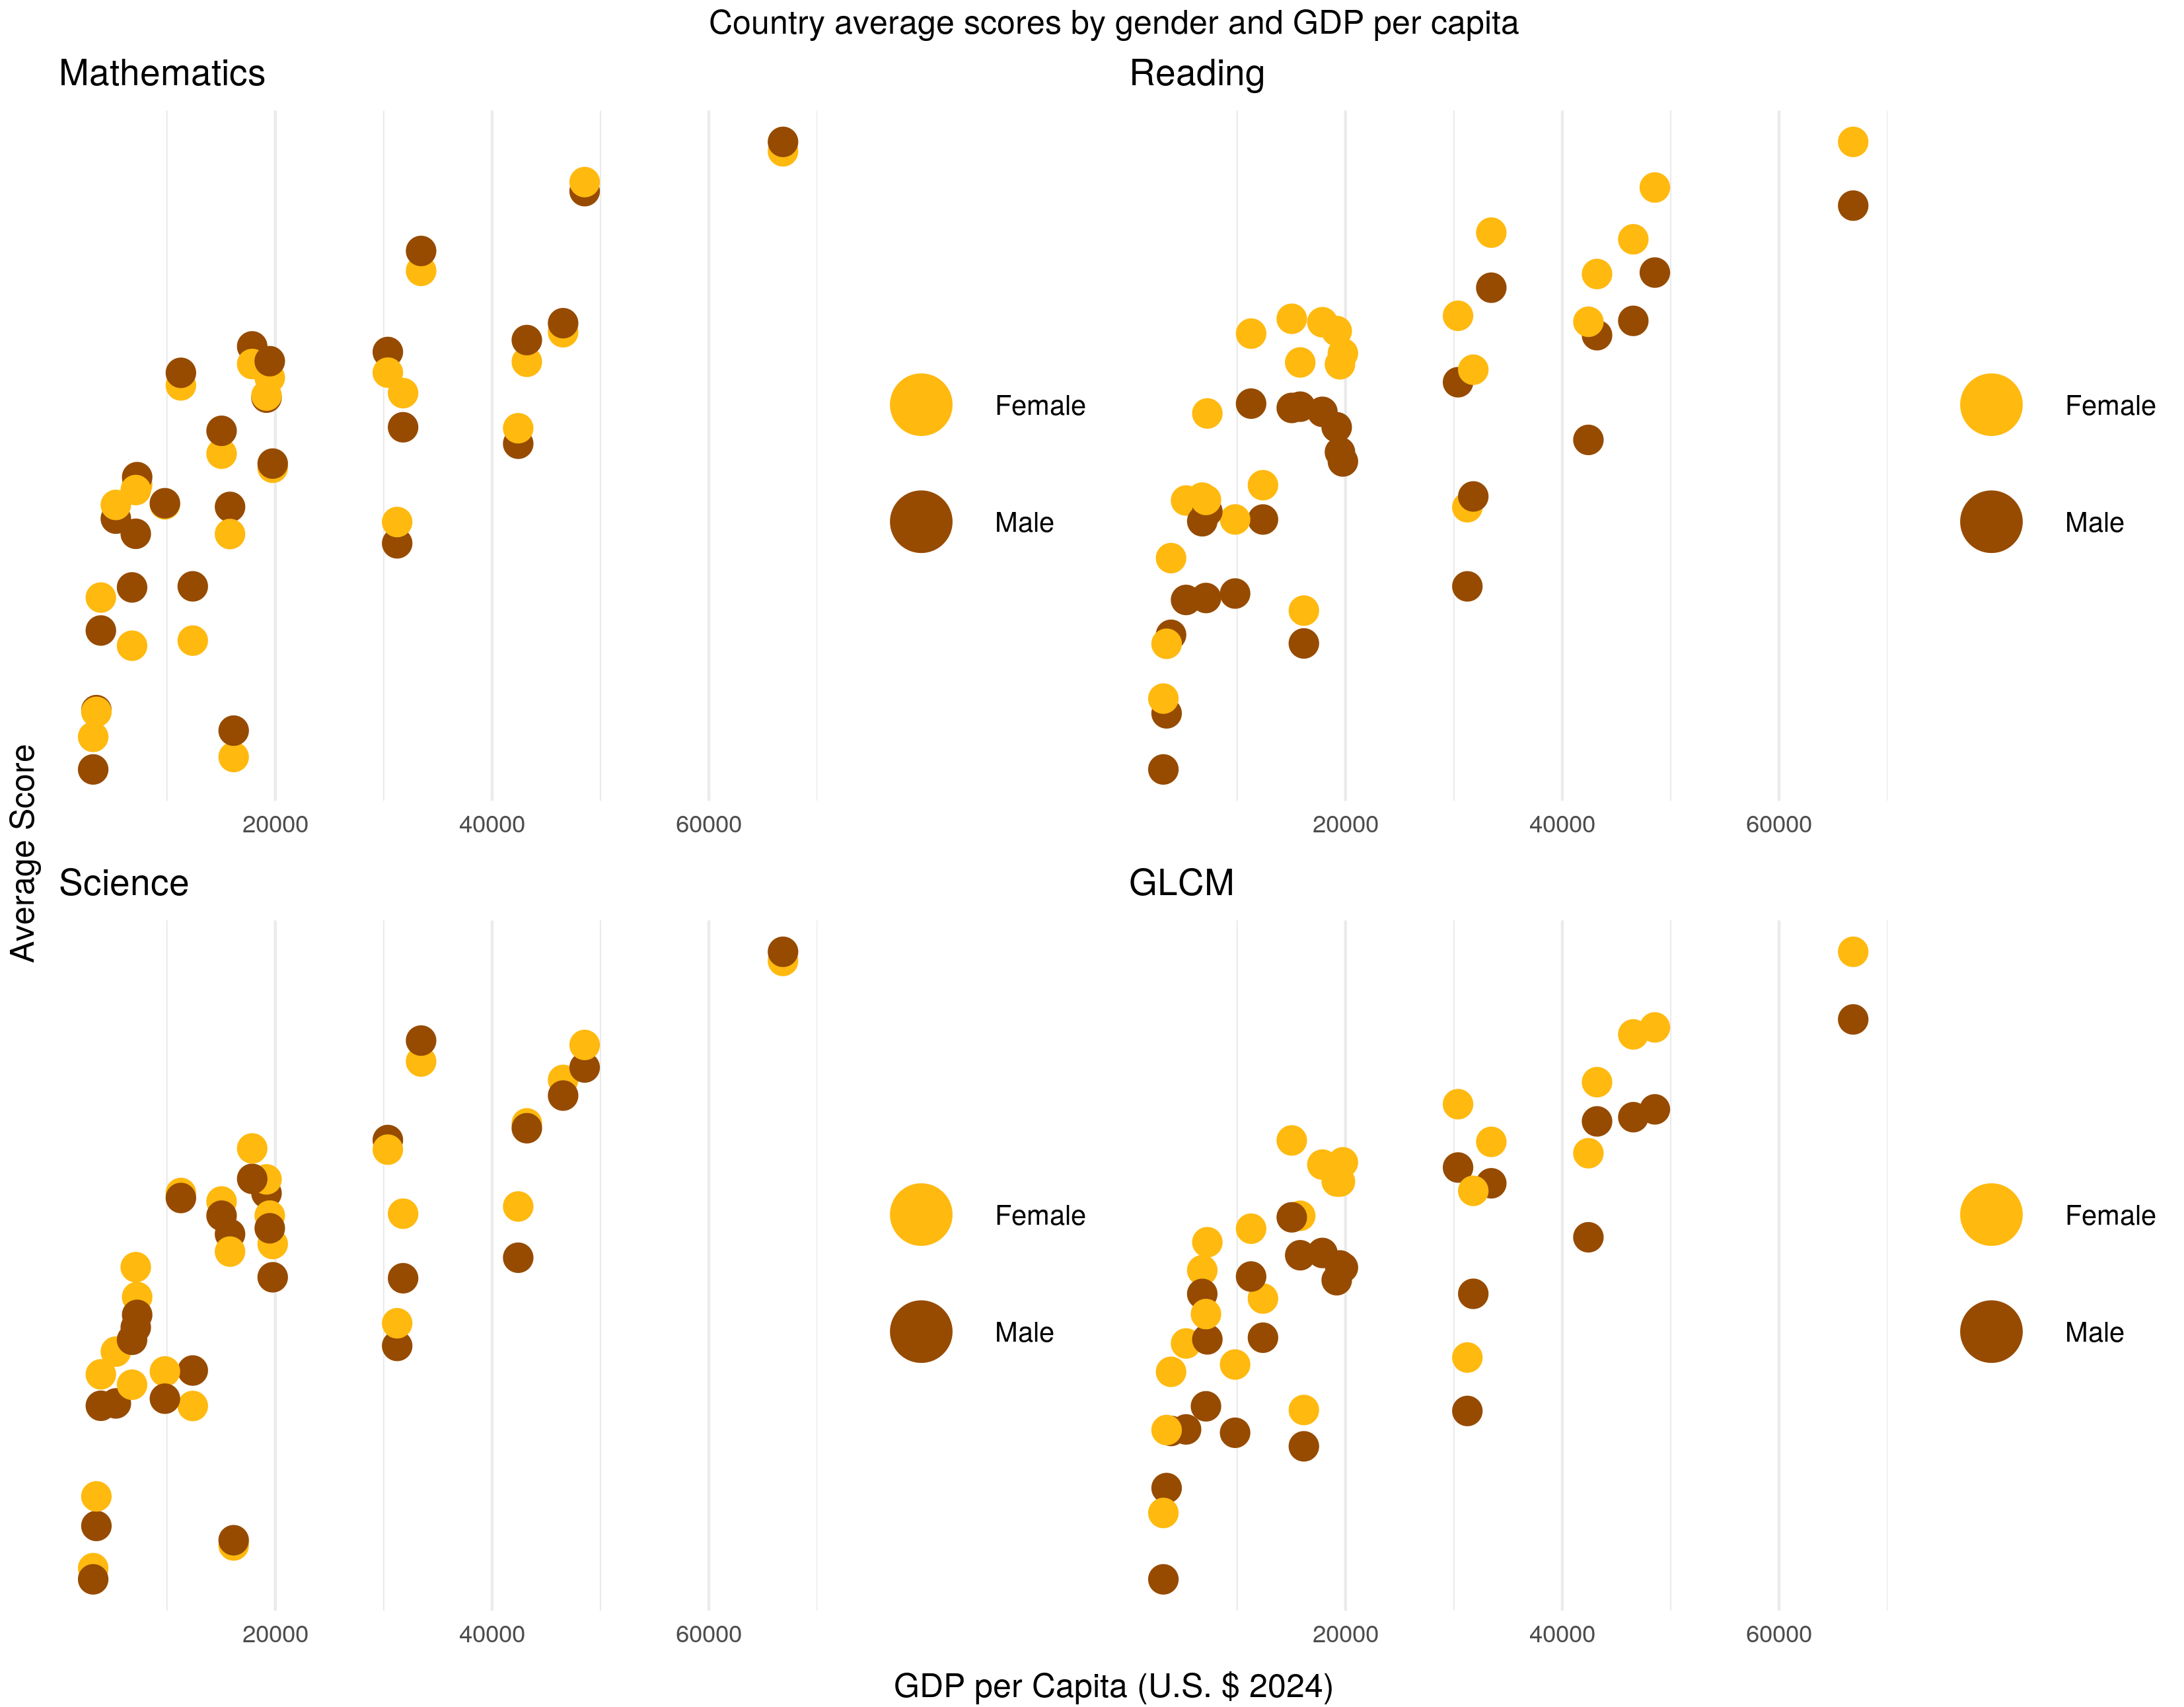 Country average scores by gender and GDP per capita
Mathematics
Female
Male
20000 40000 60000
Reading
Female
Male
20000 40000 60000
Average Score
Science
Female
Male
20000 40000 60000
GLCM
Female
Male
20000 40000 60000
GDP per Capita (U.S. $ 2024)